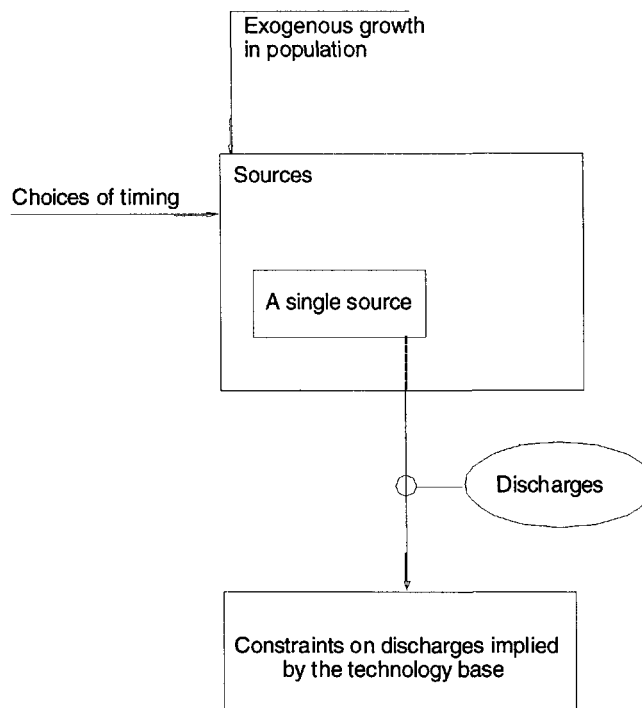 Exogenous growth
in population
Sources
Choices of timing
A single source
Discharges
Constraints on discharges implied
by the technology base